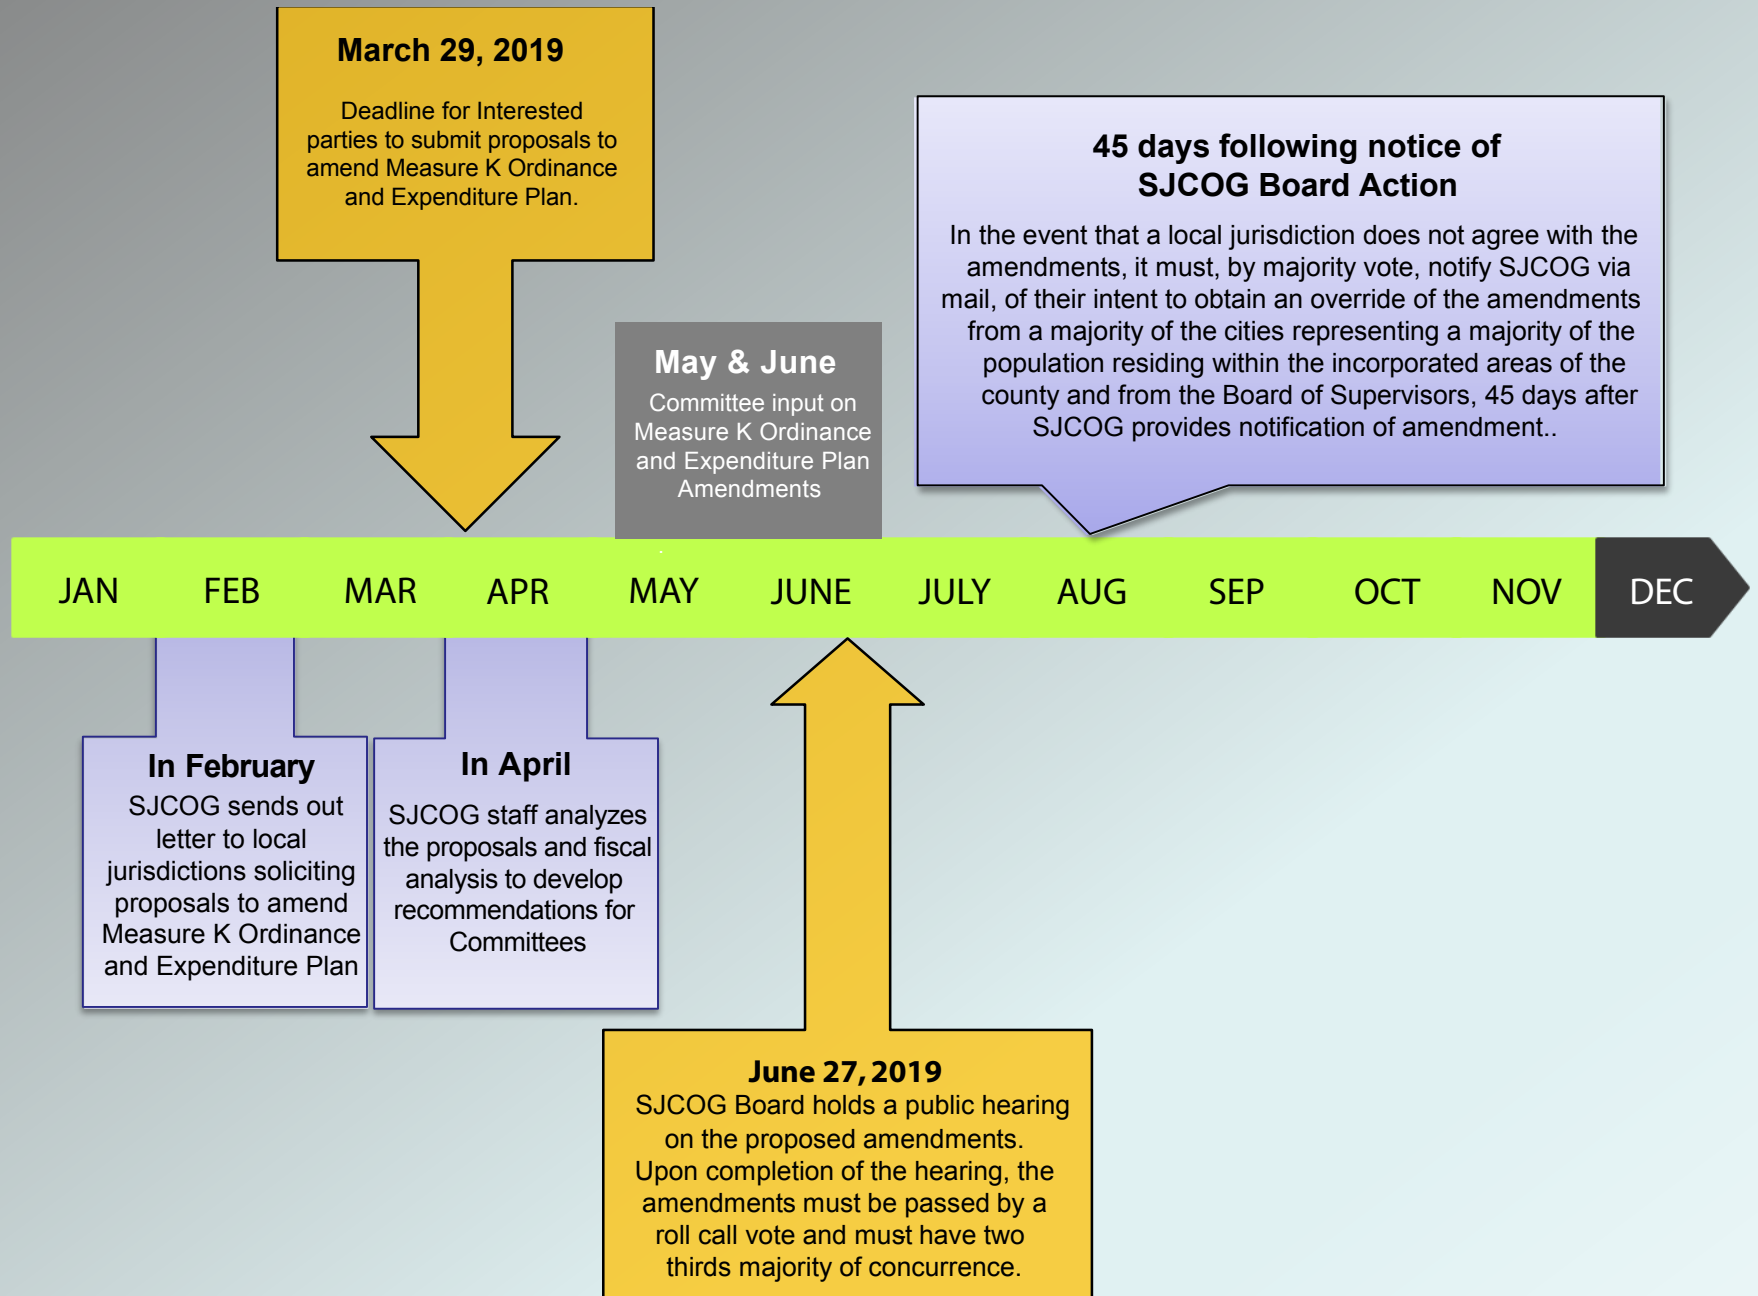 March 29, 2019
Deadline for Interested
parties to submit proposals to
amend Measure K Ordinance
and Expenditure Plan.
45 days following notice of
SJCOG Board Action
In the event that a local jurisdiction does not agree with the
amendments, it must, by majority vote, notify SJCOG via
mail, of their intent to obtain an override of the amendments
from a majority of the cities representing a majority of the
population residing within the incorporated areas of the
county and from the Board of Supervisors, 45 days after
SJCOG provides notification of amendment..
May & June
Committee input on
Measure K Ordinance
and Expenditure Plan
Amendments
JAN FEB MAR APR MAY JUNE JULY AUG SEP OCT NOV DEC
In February
SJCOG sends out
letter to local
jurisdictions soliciting
proposals to amend
Measure K Ordinance
and Expenditure Plan
In April
SJCOG staff analyzes
the proposals and fiscal
analysis to develop
recommendations for
Committees
June 27, 2019
SJCOG Board holds a public hearing
on the proposed amendments.
Upon completion of the hearing, the
amendments must be passed by a
roll call vote and must have two
thirds majority of concurrence.